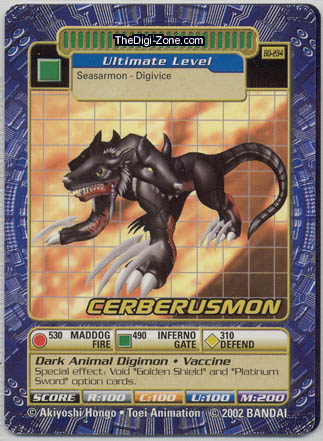 TheDigi-Zone.com
BO-294
Ultimate Level
Seasarmon - Digivice
CERBERUSMON
530 MADDOG FIRE 490 INFERNO GATE 310 DEFEND
Dark Animal Digimon • Vaccine
Special effect: Void "Golden Shield" and "Platinum
Sword" option cards.
SCORE R:100 C:100 U:100 M:200
© Akiyoshi Hongo • Toei Animation © 2002 BANDAI